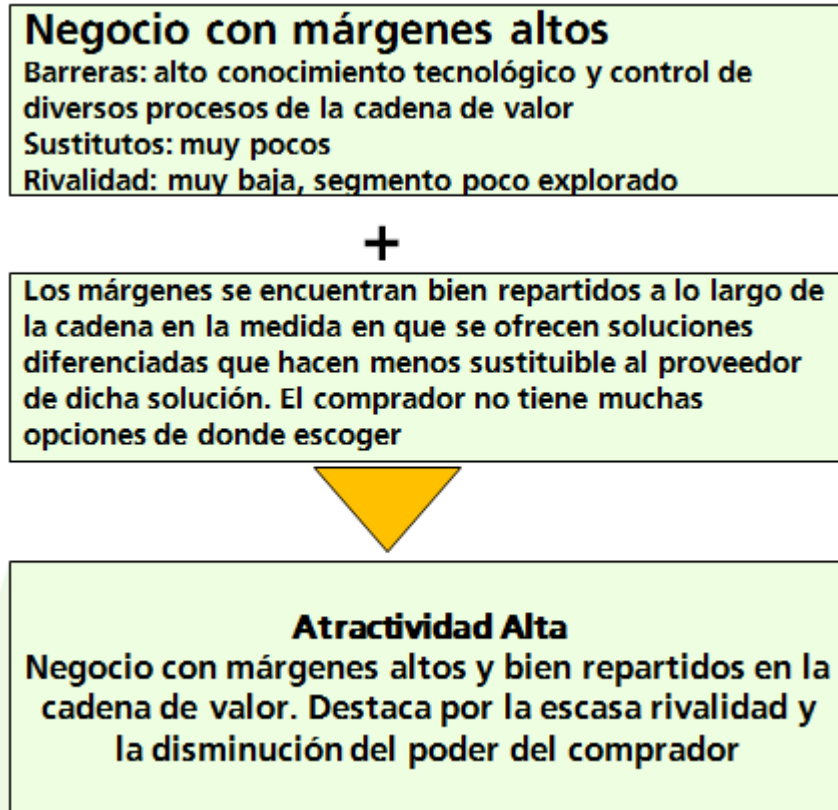 Negocio con márgenes altos
Barreras: alto conocimiento tecnológico y control de
diversos procesos de la cadena de valor
Sustitutos: muy pocos
Rivalidad: muy baja, segmento poco explorado
+
Los márgenes se encuentran bien repartidos a lo largo de
la cadena en la medida en que se ofrecen soluciones
diferenciadas que hacen menos sustituible al proveedor
de dicha solución. El comprador no tiene muchas
opciones de donde escoger
Atractividad Alta
Negocio con márgenes altos y bien repartidos en la
cadena de valor. Destaca por la escasa rivalidad y
la disminución del poder del comprador